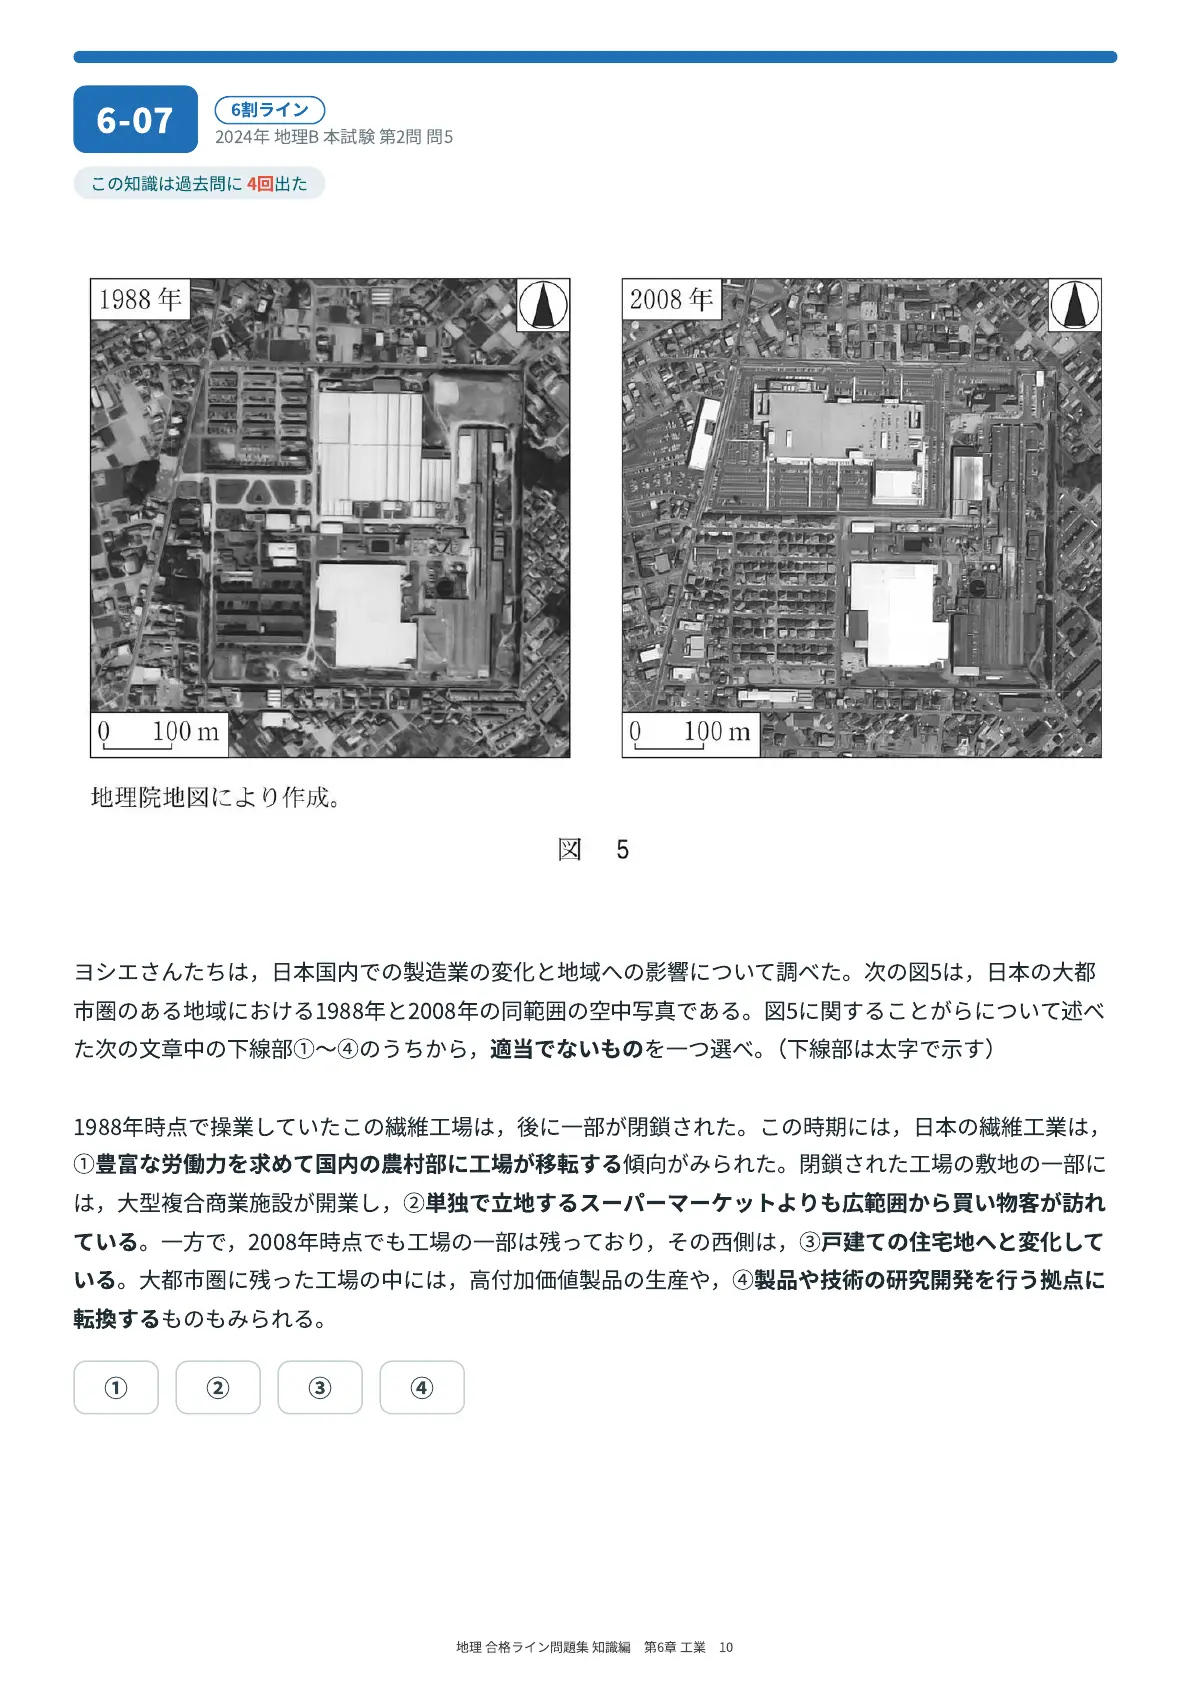 6-07
6割ライン
2024年 地理B 本試験 第2問 問5
この知識は過去問に 4回出た
1988 年
2008 年
0 100 m
0 100 m
地理院地図により作成。
図 5
ヨシエさんたちは，日本国内での製造業の変化と地域への影響について調べた。次の図5は，日本の大都
市圏のある地域における1988年と2008年の同範囲の空中写真である。図5に関することがらについて述べ
た次の文章中の下線部①～④のうちから，適当でないものを一つ選べ。（下線部は太字で示す）
1988年時点で操業していたこの繊維工場は，後に一部が閉鎖された。この時期には，日本の繊維工業は，
①豊富な労働力を求めて国内の農村部に工場が移転する傾向がみられた。閉鎖された工場の敷地の一部に
は，大型複合商業施設が開業し，②単独で立地するスーパーマーケットよりも広範囲から買い物客が訪れ
ている。一方で，2008年時点でも工場の一部は残っており，その西側は，③戸建ての住宅地へと変化して
いる。大都市圏に残った工場の中には，高付加価値製品の生産や，④製品や技術の研究開発を行う拠点に
転換するものもみられる。
① ② ③ ④
地理 合格ライン問題集 知識編 第6章 工業 10